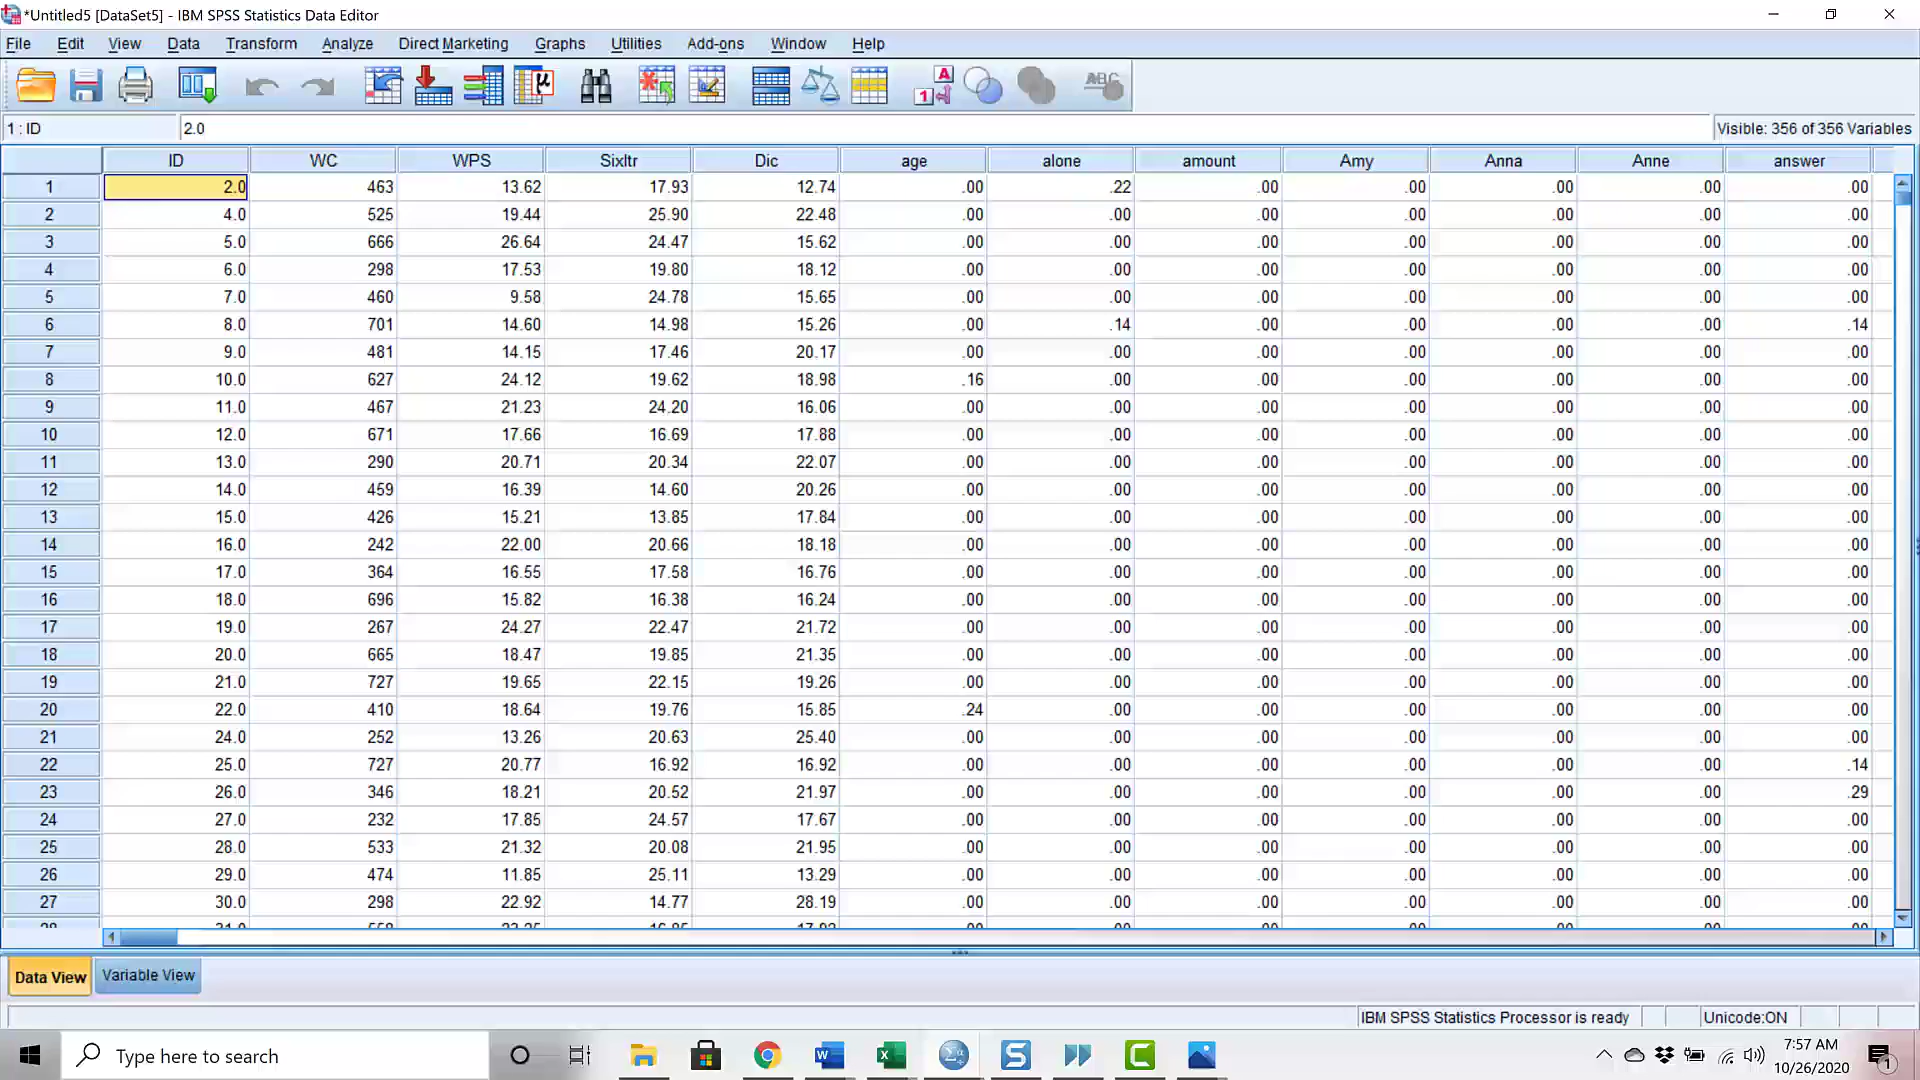 *Untitled5 [DataSet5] - IBM SPSS Statistics Data Editor
File Edit View Data Transform Analyze Direct Marketing Graphs Utilities Add-ons Window Help
1 : ID 2.0 Visible: 356 of 356 Variables
ID WC WPS Sixltr Dic age alone amount Amy Anna Anne answer
1 2.0 463 13.62 17.93 12.74 .00 .22 .00 .00 .00 .00 .00
2 4.0 525 19.44 25.90 22.48 .00 .00 .00 .00 .00 .00 .00
3 5.0 666 26.64 24.47 15.62 .00 .00 .00 .00 .00 .00 .00
4 6.0 298 17.53 19.80 18.12 .00 .00 .00 .00 .00 .00 .00
5 7.0 460 9.58 24.78 15.65 .00 .00 .00 .00 .00 .00 .00
6 8.0 701 14.60 14.98 15.26 .00 .14 .00 .00 .00 .00 .14
7 9.0 481 14.15 17.46 20.17 .00 .00 .00 .00 .00 .00 .00
8 10.0 627 24.12 19.62 18.98 .16 .00 .00 .00 .00 .00 .00
9 11.0 467 21.23 24.20 16.06 .00 .00 .00 .00 .00 .00 .00
10 12.0 671 17.66 16.69 17.88 .00 .00 .00 .00 .00 .00 .00
11 13.0 290 20.71 20.34 22.07 .00 .00 .00 .00 .00 .00 .00
12 14.0 459 16.39 14.60 20.26 .00 .00 .00 .00 .00 .00 .00
13 15.0 426 15.21 13.85 17.84 .00 .00 .00 .00 .00 .00 .00
14 16.0 242 22.00 20.66 18.18 .00 .00 .00 .00 .00 .00 .00
15 17.0 364 16.55 17.58 16.76 .00 .00 .00 .00 .00 .00 .00
16 18.0 696 15.82 16.38 16.24 .00 .00 .00 .00 .00 .00 .00
17 19.0 267 24.27 22.47 21.72 .00 .00 .00 .00 .00 .00 .00
18 20.0 665 18.47 19.85 21.35 .00 .00 .00 .00 .00 .00 .00
19 21.0 727 19.65 22.15 19.26 .00 .00 .00 .00 .00 .00 .00
20 22.0 410 18.64 19.76 15.85 .24 .00 .00 .00 .00 .00 .00
21 24.0 252 13.26 20.63 25.40 .00 .00 .00 .00 .00 .00 .00
22 25.0 727 20.77 16.92 16.92 .00 .00 .00 .00 .00 .00 .14
23 26.0 346 18.21 20.52 21.97 .00 .00 .00 .00 .00 .00 .29
24 27.0 232 17.85 24.57 17.67 .00 .00 .00 .00 .00 .00 .00
25 28.0 533 21.32 20.08 21.95 .00 .00 .00 .00 .00 .00 .00
26 29.0 474 11.85 25.11 13.29 .00 .00 .00 .00 .00 .00 .00
27 30.0 298 22.92 14.77 28.19 .00 .00 .00 .00 .00 .00 .00
Data View Variable View
IBM SPSS Statistics Processor is ready Unicode:ON
Type here to search
7:57 AM
10/26/2020